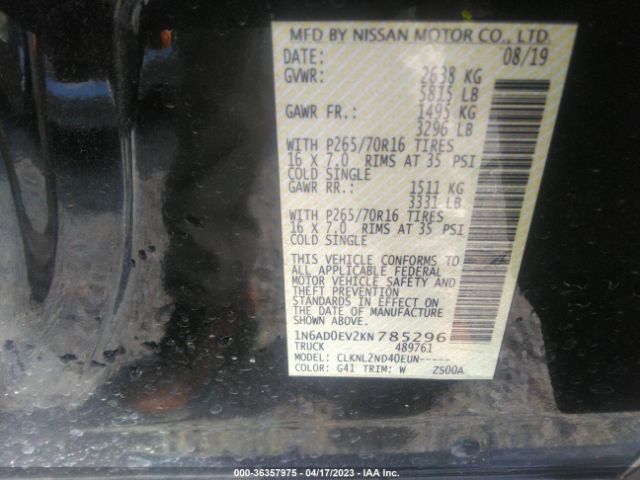 MFD BY NISSAN MOTOR CO., LTD.
DATE: 08/19
GVWR: 2638 KG
5815 LB
GAWR FR.: 1495 KG
3296 LB
WITH P265/70R16 TIRES
16 X 7.0 RIMS AT 35 PSI
COLD SINGLE
GAWR RR.: 1511 KG
3331 LB
WITH P265/70R16 TIRES
16 X 7.0 RIMS AT 35 PSI
COLD SINGLE
THIS VEHICLE CONFORMS TO
ALL APPLICABLE FEDERAL
MOTOR VEHICLE SAFETY AND
THEFT PREVENTION
STANDARDS IN EFFECT ON
THE DATE OF MANUFACTURE
SHOWN ABOVE.
1N6AD0EV2KN785296
TRUCK 489761
MODEL: CLKNL2ND40EUN-----
COLOR: G41 TRIM: W ZS00A
000-36357975 - 04/17/2023 - IAA Inc.